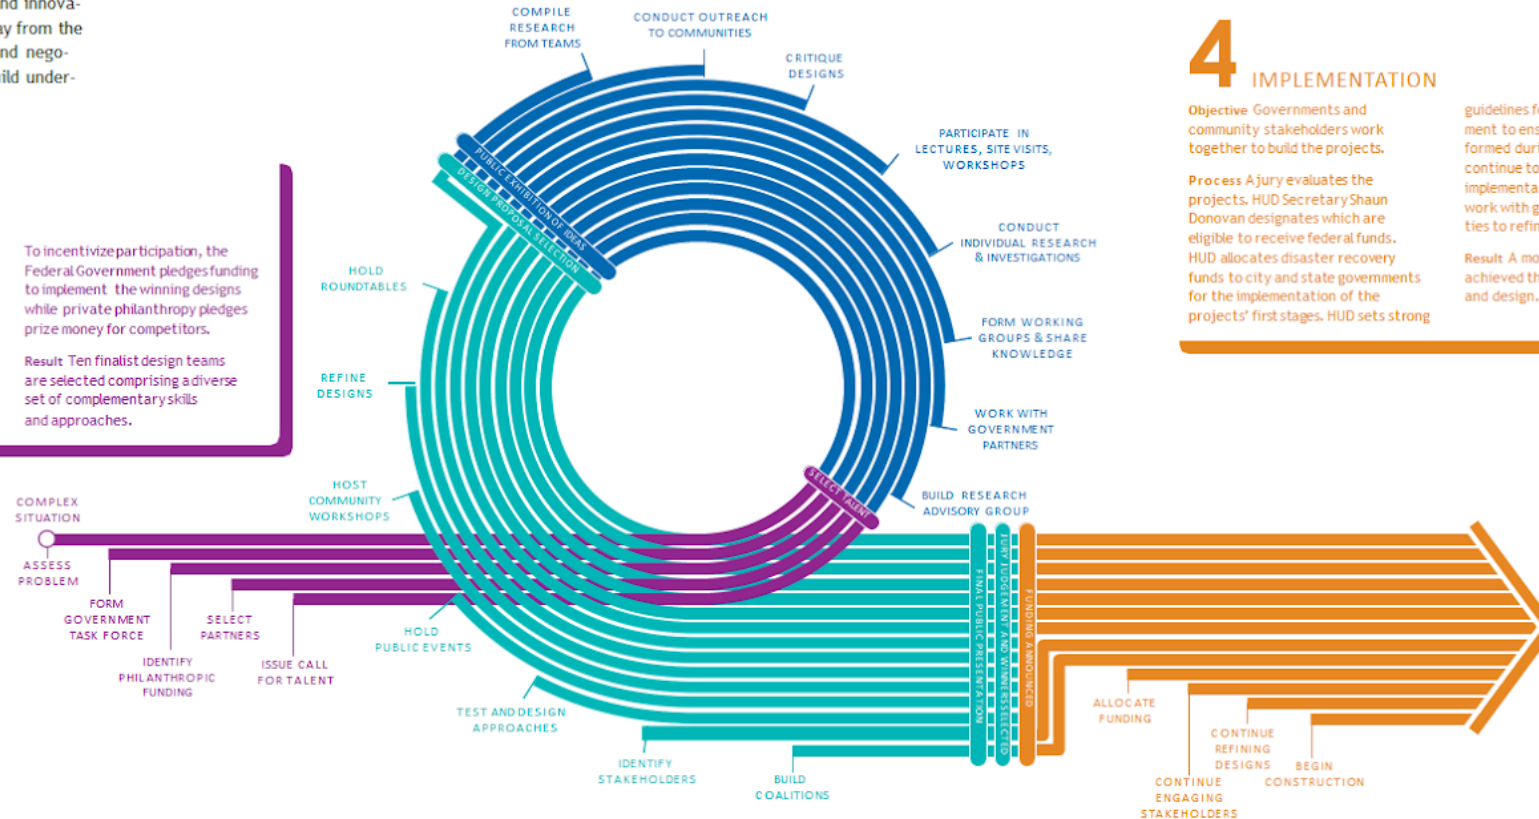 nd innova-
ay from the
nd nego-
ild under-
COMPILE
RESEARCH
FROM TEAMS
CONDUCT OUTREACH
TO COMMUNITIES
CRITIQUE
DESIGNS
PARTICIPATE IN
LECTURES, SITE VISITS,
WORKSHOPS
CONDUCT
INDIVIDUAL RESEARCH
& INVESTIGATIONS
FORM WORKING
GROUPS & SHARE
KNOWLEDGE
WORK WITH
GOVERNMENT
PARTNERS
BUILD RESEARCH
ADVISORY GROUP
PUBLIC EXHIBITION OF IDEAS
DESIGN PROPOSAL SELECTION
SELECT TALENT
HOLD
ROUNDTABLES
REFINE
DESIGNS
HOST
COMMUNITY
WORKSHOPS
HOLD
PUBLIC EVENTS
TEST AND DESIGN
APPROACHES
IDENTIFY
STAKEHOLDERS
BUILD
COALITIONS
To incentivize participation, the
Federal Government pledges funding
to implement the winning designs
while private philanthropy pledges
prize money for competitors.
Result Ten finalist design teams
are selected comprising a diverse
set of complementary skills
and approaches.
COMPLEX
SITUATION
ASSESS
PROBLEM
FORM
GOVERNMENT
TASK FORCE
IDENTIFY
PHILANTHROPIC
FUNDING
SELECT
PARTNERS
ISSUE CALL
FOR TALENT
FINAL PUBLIC PRESENTATION
JURY JUDGEMENT AND WINNERS SELECTED
FUNDING ANNOUNCED
4 IMPLEMENTATION
Objective Governments and
community stakeholders work
together to build the projects.
Process A jury evaluates the
projects. HUD Secretary Shaun
Donovan designates which are
eligible to receive federal funds.
HUD allocates disaster recovery
funds to city and state governments
for the implementation of the
projects' first stages. HUD sets strong
guidelines fo
ment to ens
formed duri
continue to
implementa
work with g
ties to refin
Result A mo
achieved th
and design.
ALLOCATE
FUNDING
CONTINUE
ENGAGING
STAKEHOLDERS
CONTINUE
REFINING
DESIGNS
BEGIN
CONSTRUCTION